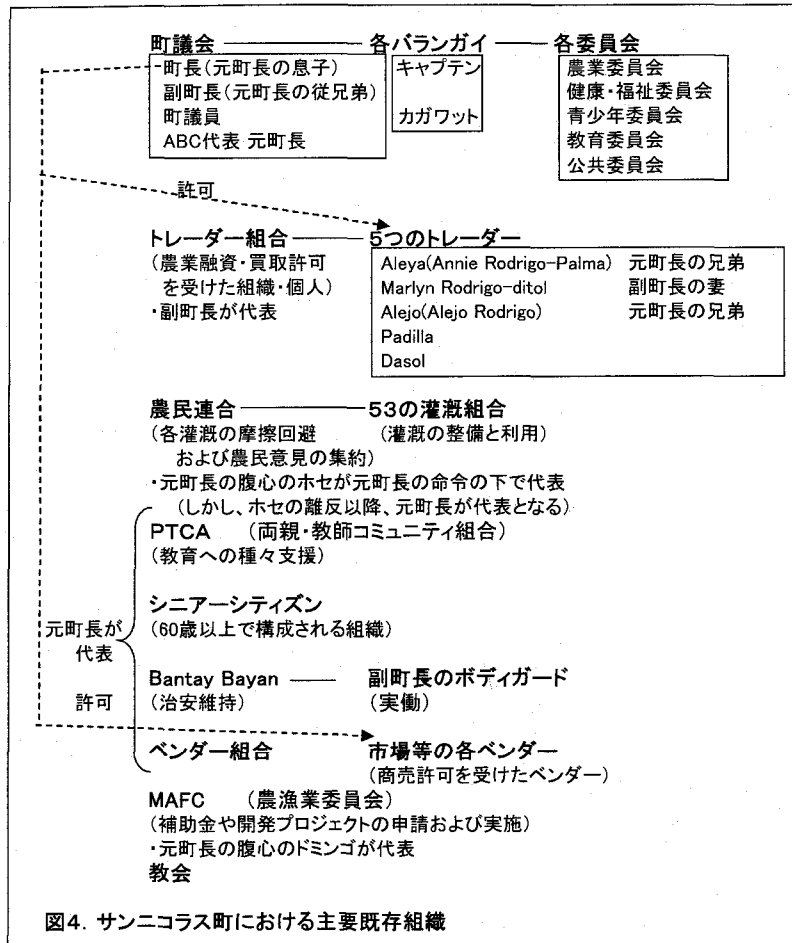 町議会 各バランガイ 各委員会
町長(元町長の息子) キャプテン 農業委員会
副町長(元町長の従兄弟) 健康・福祉委員会
町議員 カガワット 青少年委員会
ABC代表 元町長 教育委員会
公共委員会
許可
トレーダー組合 5つのトレーダー
(農業融資・買取許可 Aleya(Annie Rodrigo-Palma) 元町長の兄弟
を受けた組織・個人) Marlyn Rodrigo-ditol 副町長の妻
・副町長が代表 Alejo(Alejo Rodrigo) 元町長の兄弟
Padilla
Dasol
農民連合 53の灌漑組合
(各灌漑の摩擦回避 (灌漑の整備と利用)
および農民意見の集約)
・元町長の腹心のホセが元町長の命令の下で代表
(しかし、ホセの離反以降、元町長が代表となる)
PTCA (両親・教師コミュニティ組合)
(教育への種々支援)
シニアーシティズン
元町長が (60歳以上で構成される組織)
代表
Bantay Bayan 副町長のボディガード
許可 (治安維持) (実働)
ベンダー組合 市場等の各ベンダー
(商売許可を受けたベンダー)
MAFC (農漁業委員会)
(補助金や開発プロジェクトの申請および実施)
・元町長の腹心のドミンゴが代表
教会
図4. サンニコラス町における主要既存組織